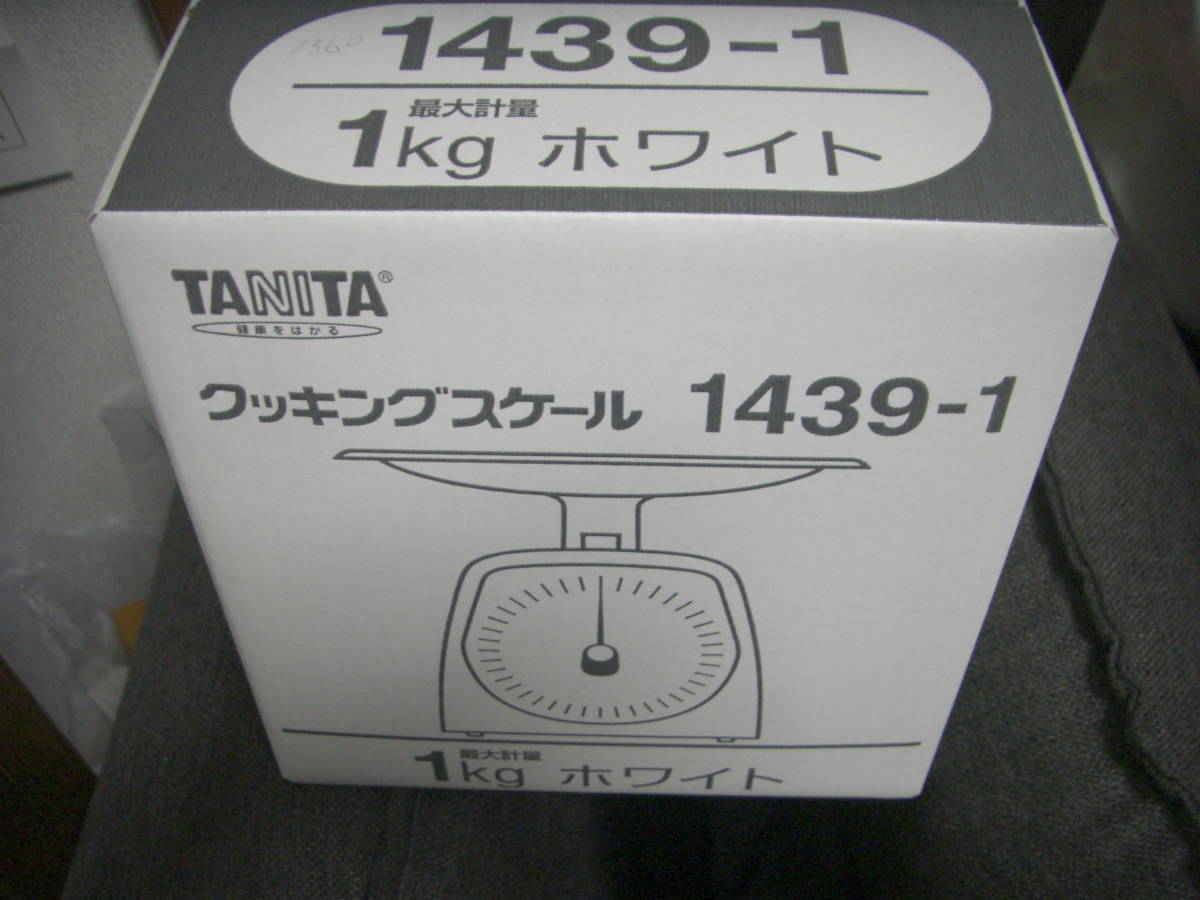 1360
1439-1
最大計量
1kg ホワイト
TANITA®
健康をはかる
クッキングスケール 1439-1
最大計量
1kg ホワイト